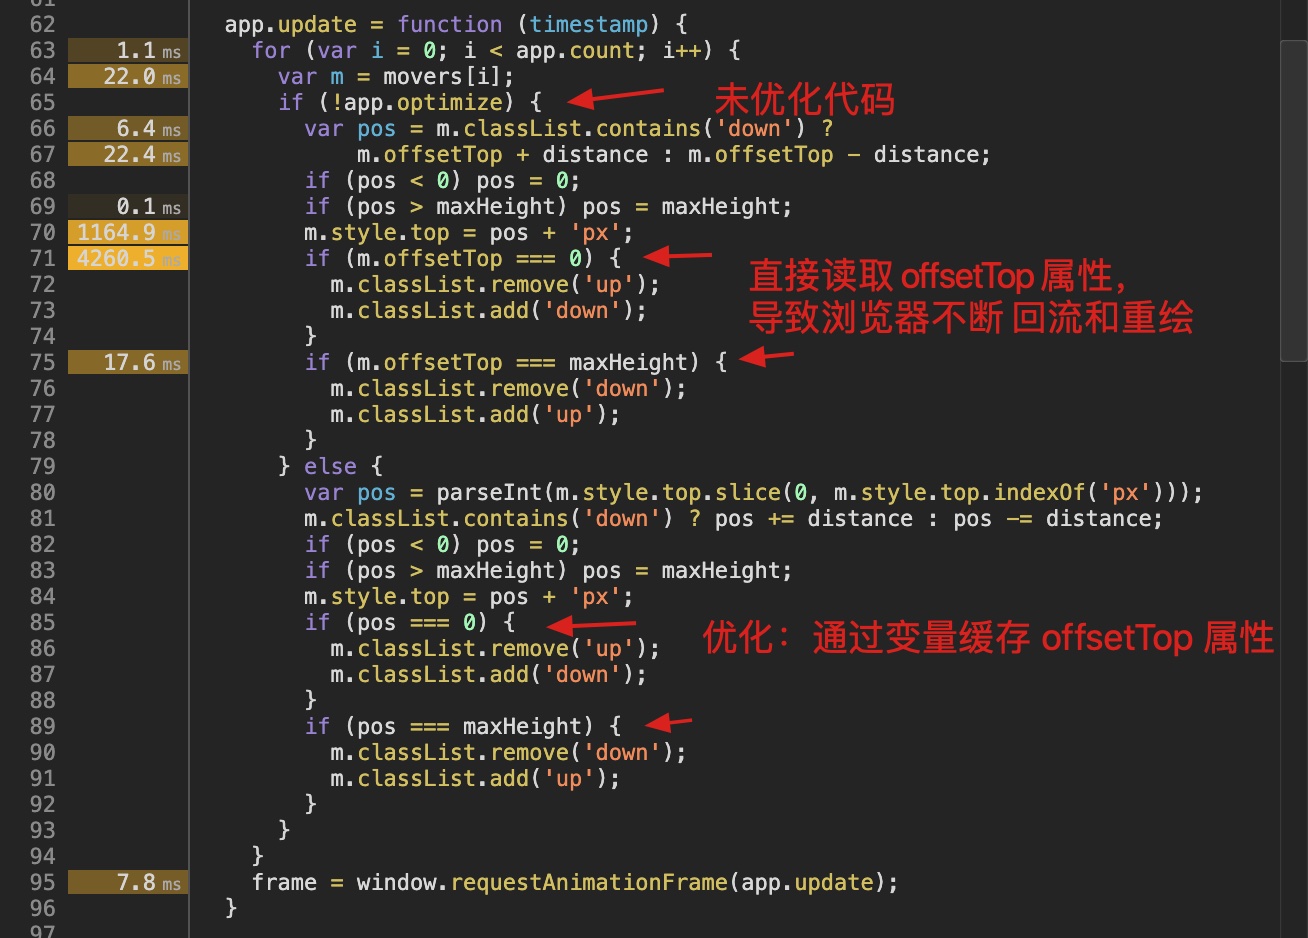 61
62 app.update = function (timestamp) {
63 1.1 ms for (var i = 0; i < app.count; i++) {
64 22.0 ms var m = movers[i];
65 if (!app.optimize) { 未优化代码
66 6.4 ms var pos = m.classList.contains('down') ?
67 22.4 ms m.offsetTop + distance : m.offsetTop - distance;
68 if (pos < 0) pos = 0;
69 0.1 ms if (pos > maxHeight) pos = maxHeight;
70 1164.9 ms m.style.top = pos + 'px';
71 4260.5 ms if (m.offsetTop === 0) {
直接读取 offsetTop 属性，
72 m.classList.remove('up');
73 m.classList.add('down');
导致浏览器不断 回流和重绘
74 }
75 17.6 ms if (m.offsetTop === maxHeight) {
76 m.classList.remove('down');
77 m.classList.add('up');
78 }
79 } else {
80 var pos = parseInt(m.style.top.slice(0, m.style.top.indexOf('px')));
81 m.classList.contains('down') ? pos += distance : pos -= distance;
82 if (pos < 0) pos = 0;
83 if (pos > maxHeight) pos = maxHeight;
84 m.style.top = pos + 'px';
85 if (pos === 0) {
优化：通过变量缓存 offsetTop 属性
86 m.classList.remove('up');
87 m.classList.add('down');
88 }
89 if (pos === maxHeight) {
90 m.classList.remove('down');
91 m.classList.add('up');
92 }
93 }
94 }
95 7.8 ms frame = window.requestAnimationFrame(app.update);
96 }
97